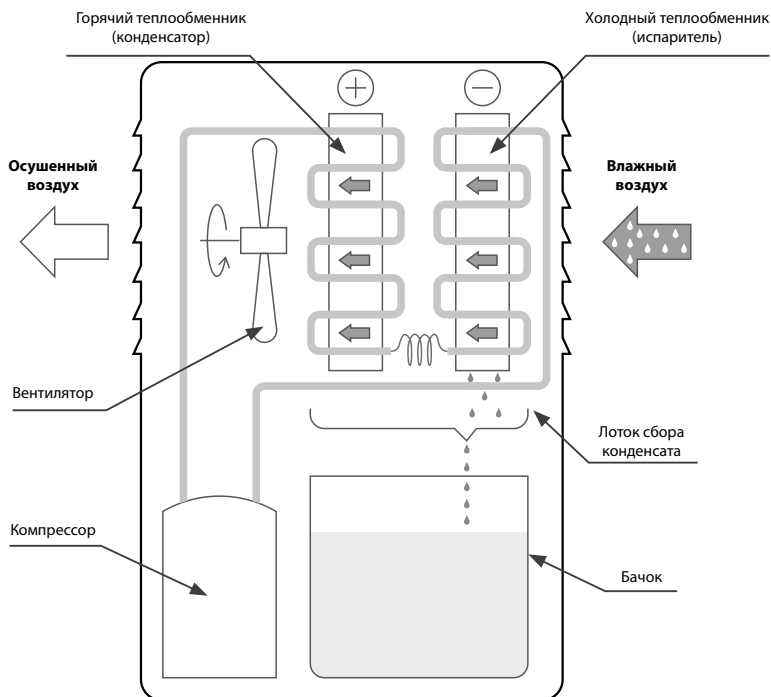 Горячий теплообменник
(конденсатор)
Холодный теплообменник
(испаритель)
Осушенный
воздух
Влажный
воздух
Вентилятор
Лоток сбора
конденсата
Компрессор
Бачок